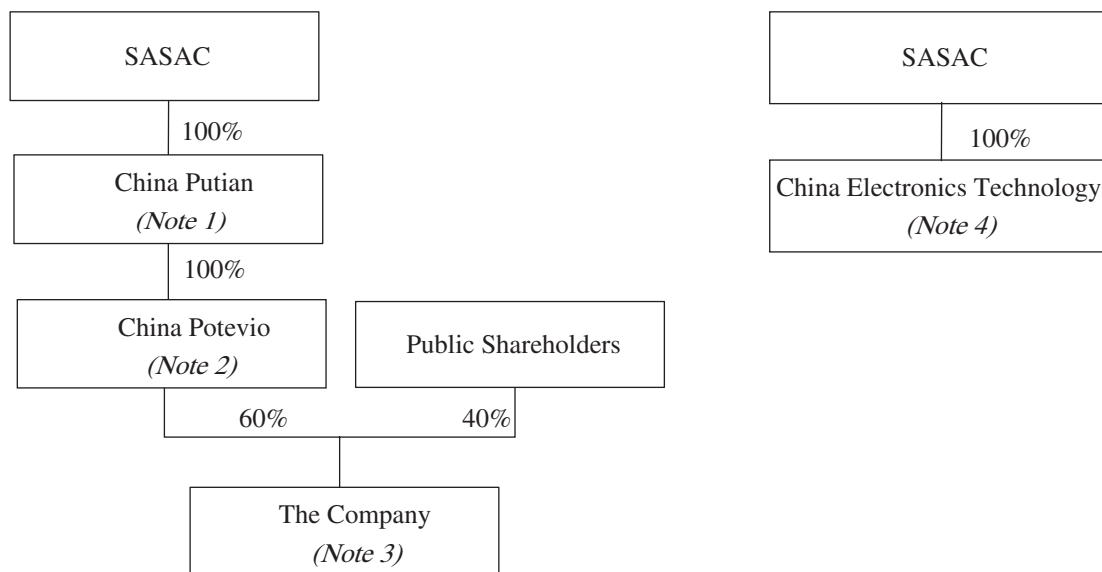 SASAC
100%
China Putian
(Note 1)
100%
China Potevio
(Note 2)
Public Shareholders
60%
40%
The Company
(Note 3)
SASAC
100%
China Electronics Technology
(Note 4)